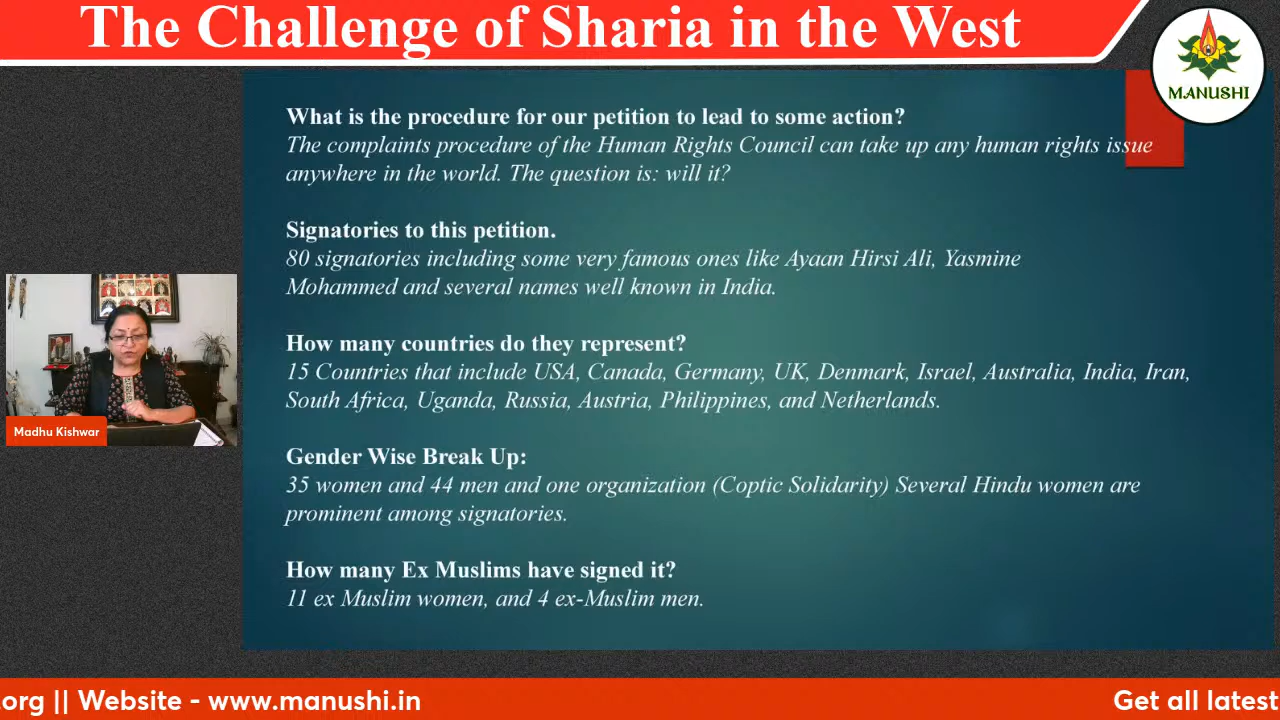 The Challenge of Sharia in the West
MANUSHI
What is the procedure for our petition to lead to some action?
The complaints procedure of the Human Rights Council can take up any human rights issue
anywhere in the world. The question is: will it?
Signatories to this petition.
80 signatories including some very famous ones like Ayaan Hirsi Ali, Yasmine
Mohammed and several names well known in India.
How many countries do they represent?
15 Countries that include USA, Canada, Germany, UK, Denmark, Israel, Australia, India, Iran,
South Africa, Uganda, Russia, Austria, Philippines, and Netherlands.
Gender Wise Break Up:
35 women and 44 men and one organization (Coptic Solidarity) Several Hindu women are
prominent among signatories.
How many Ex Muslims have signed it?
11 ex Muslim women, and 4 ex-Muslim men.
Madhu Kishwar
.org || Website - www.manushi.in
Get all latest